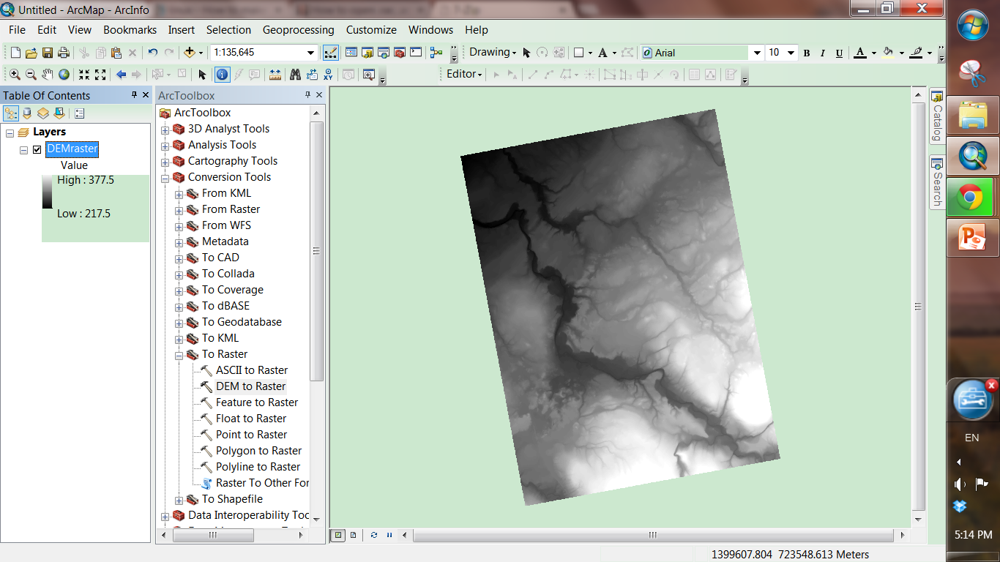 Untitled - ArcMap - ArcInfo
File Edit View Bookmarks Insert Selection Geoprocessing Customize Windows Help
1:135,645 Drawing Arial 10 B I U A
Editor
Table Of Contents
Layers
DEMraster
Value
High : 377.5
Low : 217.5
ArcToolbox
ArcToolbox
3D Analyst Tools
Analysis Tools
Cartography Tools
Conversion Tools
From KML
From Raster
From WFS
Metadata
To CAD
To Collada
To Coverage
To dBASE
To Geodatabase
To KML
To Raster
ASCII to Raster
DEM to Raster
Feature to Raster
Float to Raster
Point to Raster
Polygon to Raster
Polyline to Raster
Raster To Other For
To Shapefile
Data Interoperability Too
Catalog
Search
1399607.804 723548.613 Meters
EN
5:14 PM